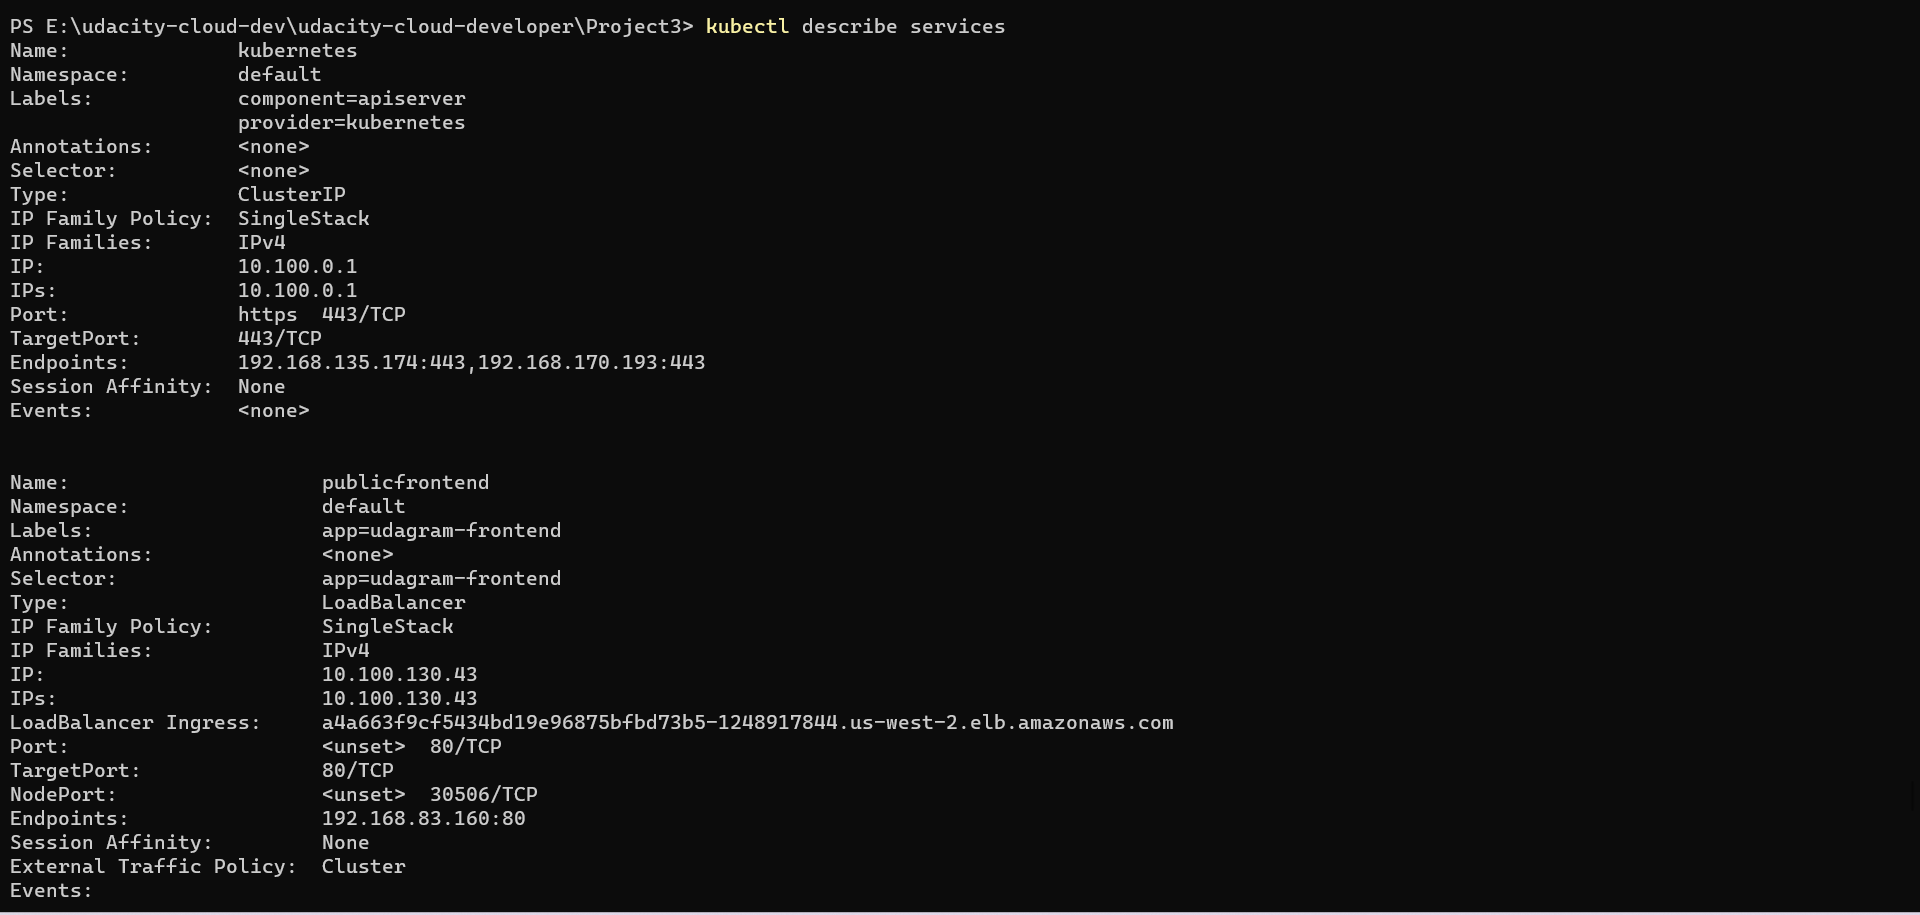 PS E:\udacity-cloud-dev\udacity-cloud-developer\Project3> kubectl describe services
Name:              kubernetes
Namespace:         default
Labels:            component=apiserver
                   provider=kubernetes
Annotations:       <none>
Selector:          <none>
Type:              ClusterIP
IP Family Policy:  SingleStack
IP Families:       IPv4
IP:                10.100.0.1
IPs:               10.100.0.1
Port:              https  443/TCP
TargetPort:        443/TCP
Endpoints:         192.168.135.174:443,192.168.170.193:443
Session Affinity:  None
Events:            <none>
Name:                     publicfrontend
Namespace:                default
Labels:                   app=udagram-frontend
Annotations:              <none>
Selector:                 app=udagram-frontend
Type:                     LoadBalancer
IP Family Policy:         SingleStack
IP Families:              IPv4
IP:                       10.100.130.43
IPs:                      10.100.130.43
LoadBalancer Ingress:     a4a663f9cf5434bd19e96875bfbd73b5-1248917844.us-west-2.elb.amazonaws.com
Port:                     <unset>  80/TCP
TargetPort:               80/TCP
NodePort:                 <unset>  30506/TCP
Endpoints:                192.168.83.160:80
Session Affinity:         None
External Traffic Policy:  Cluster
Events: